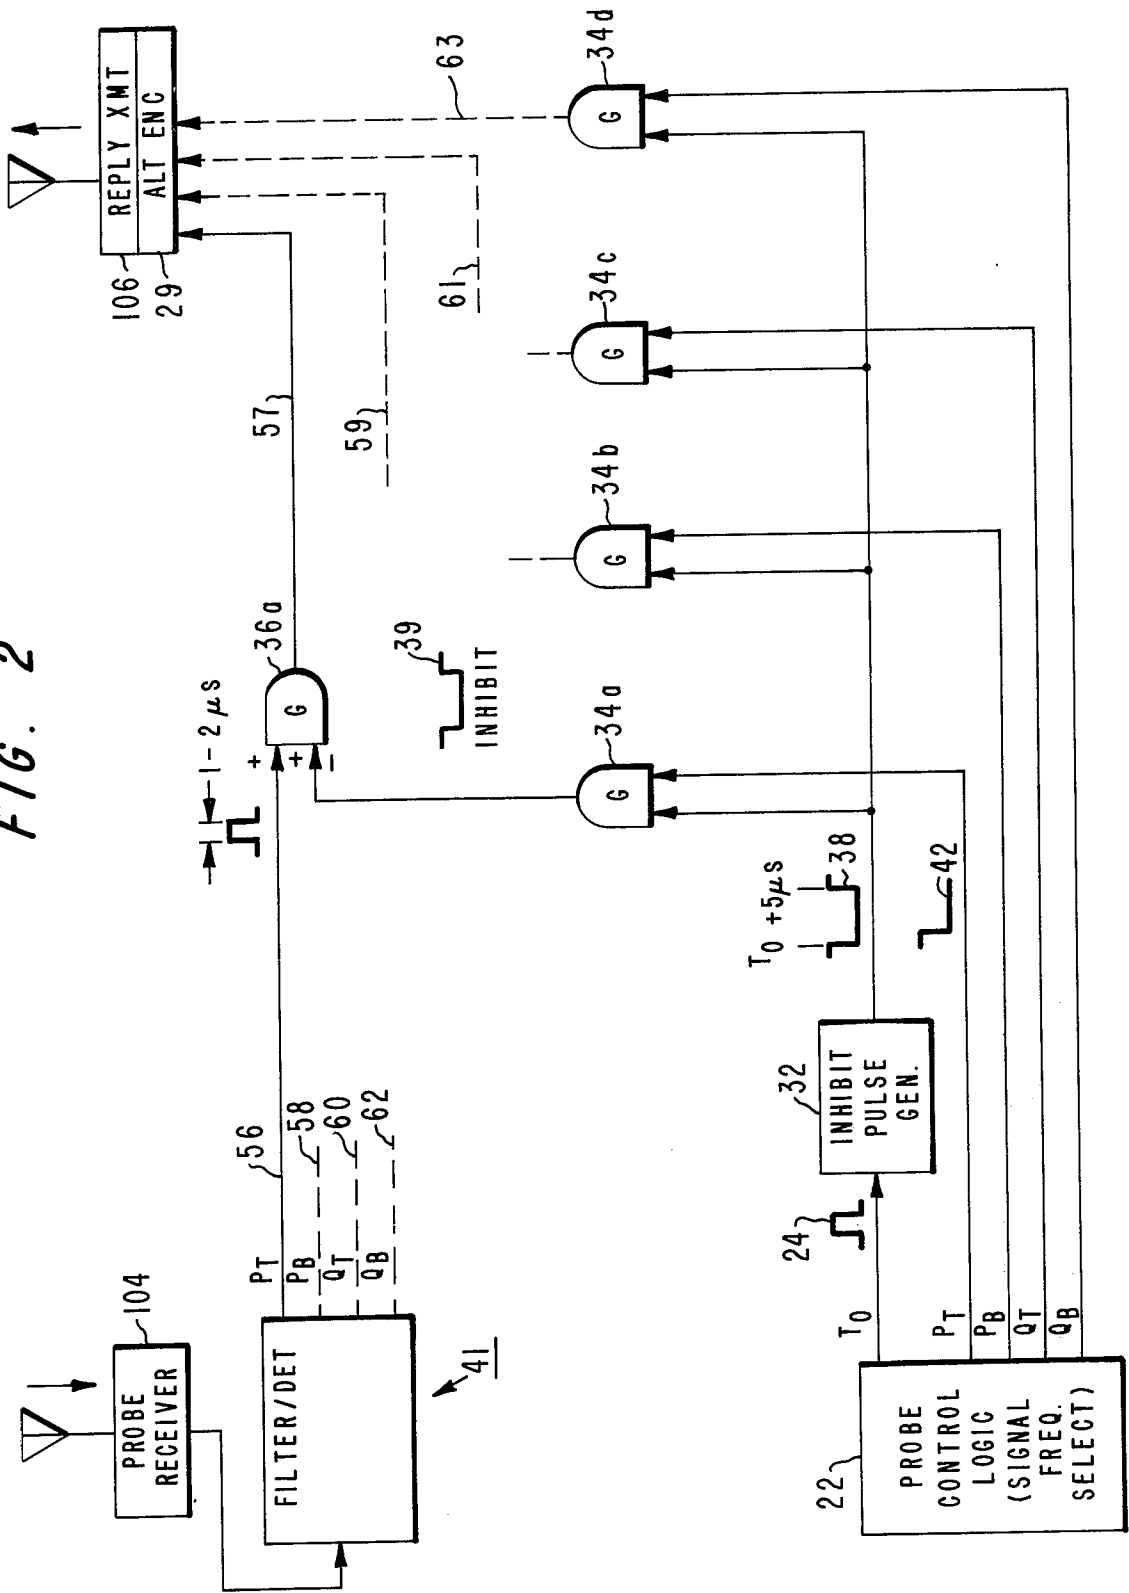 FIG. 2
PROBE
RECEIVER
104
FILTER/DET
41
PT
PB
QT
QB
56
58
60
62
1-2 μs
+
+
−
G
36a
57
39
INHIBIT
59
61
63
REPLY XMT
ALT ENC
106
29
G
34a
G
34b
G
34c
G
34d
T0 +5μs
38
42
INHIBIT
PULSE
GEN.
32
24
T0
PT
PB
QT
QB
PROBE
CONTROL
LOGIC
(SIGNAL
FREQ.
SELECT)
22